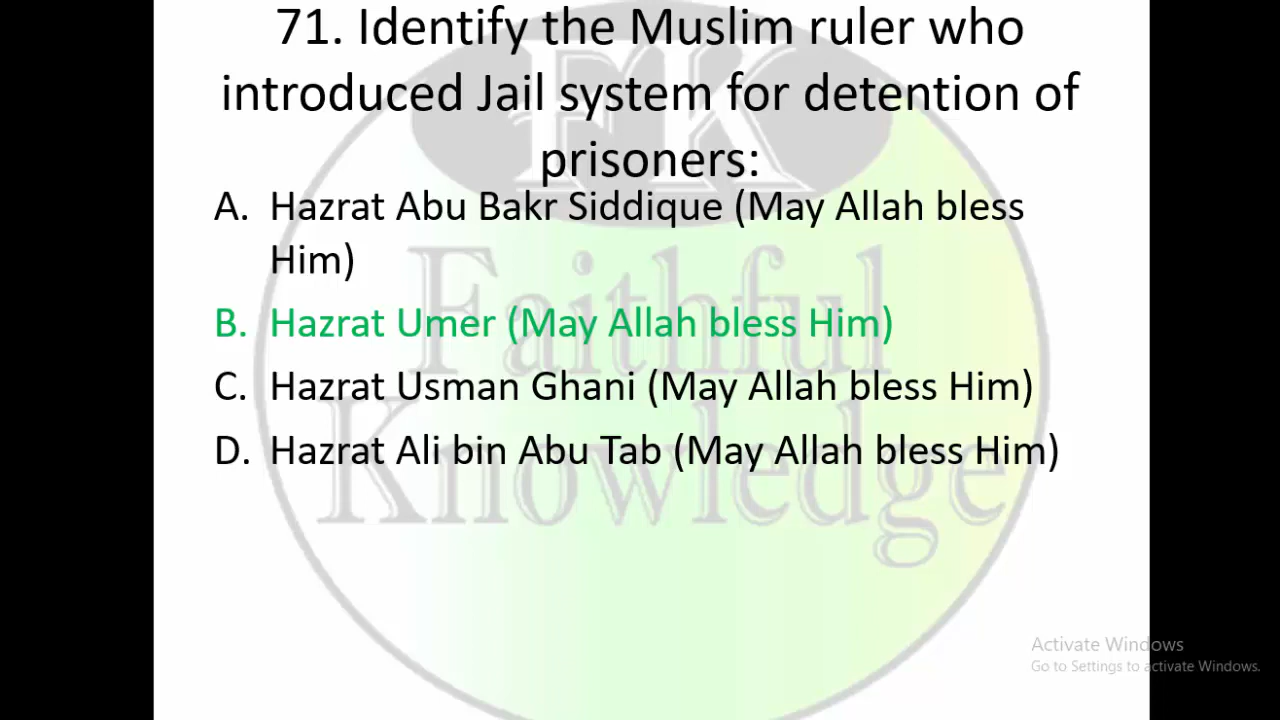 71. Identify the Muslim ruler who
introduced Jail system for detention of
prisoners:
A. Hazrat Abu Bakr Siddique (May Allah bless
Him)
B. Hazrat Umer (May Allah bless Him)
C. Hazrat Usman Ghani (May Allah bless Him)
D. Hazrat Ali bin Abu Tab (May Allah bless Him)
FK
Faithful
Knowledge
Activate Windows
Go to Settings to activate Windows.